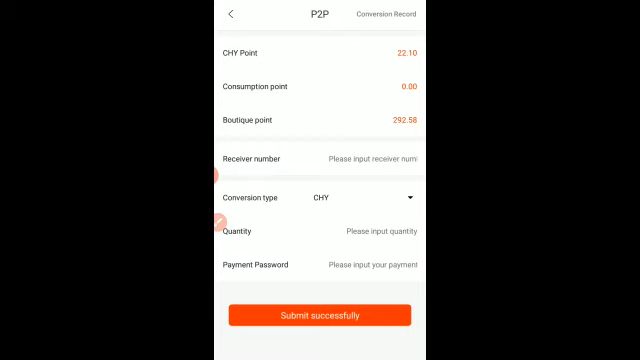 P2P Conversion Record
CHY Point 22.10
Consumption point 0.00
Boutique point 292.58
Receiver number Please input receiver num
Conversion type CHY
Quantity Please input quantity
Payment Password Please input your payment
Submit successfully